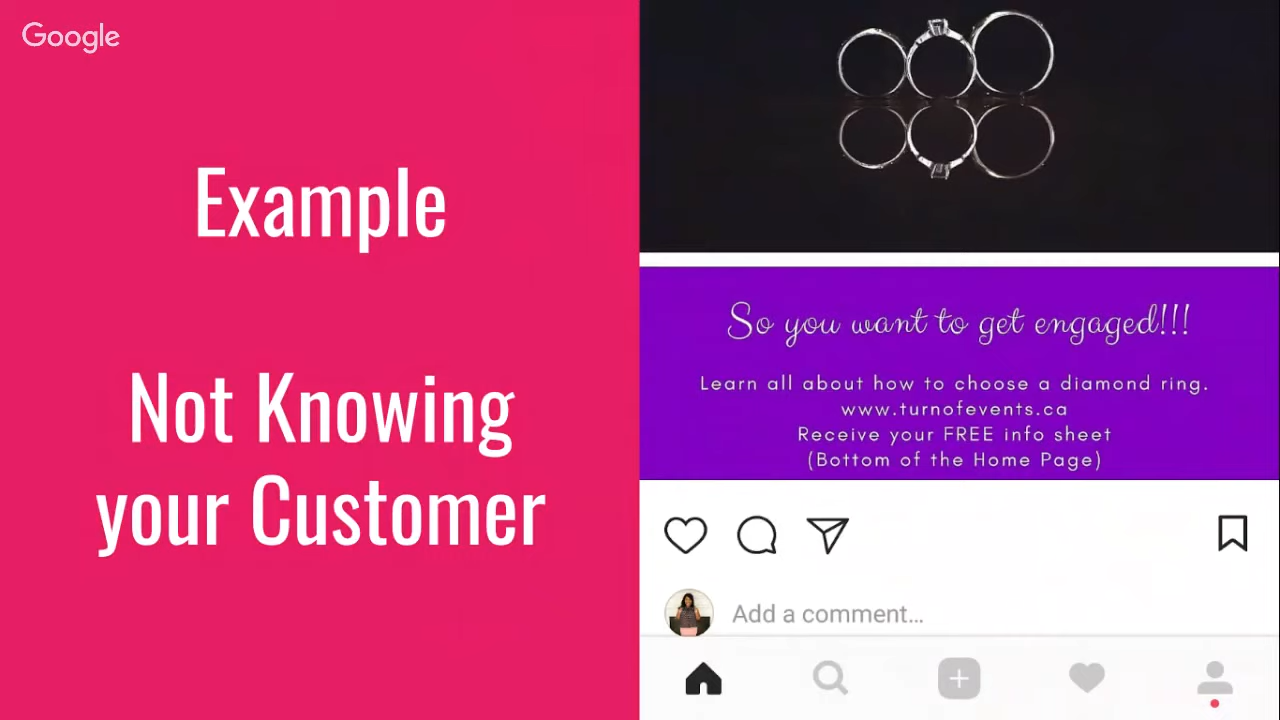 Google
Example
Not Knowing
your Customer
So you want to get engaged!!!
Learn all about how to choose a diamond ring.
www.turnofevents.ca
Receive your FREE info sheet
(Bottom of the Home Page)
Add a comment...